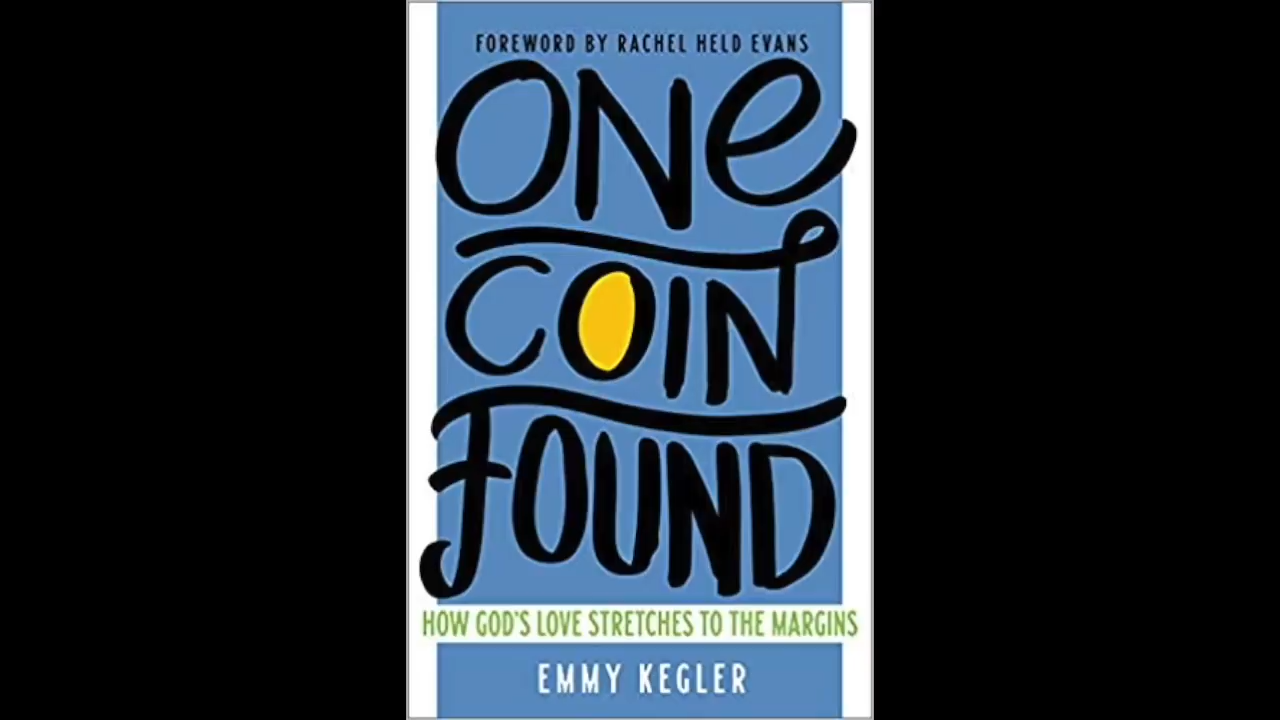 FOREWORD BY RACHEL HELD EVANS
ONE
COIN
FOUND
HOW GOD'S LOVE STRETCHES TO THE MARGINS
EMMY KEGLER